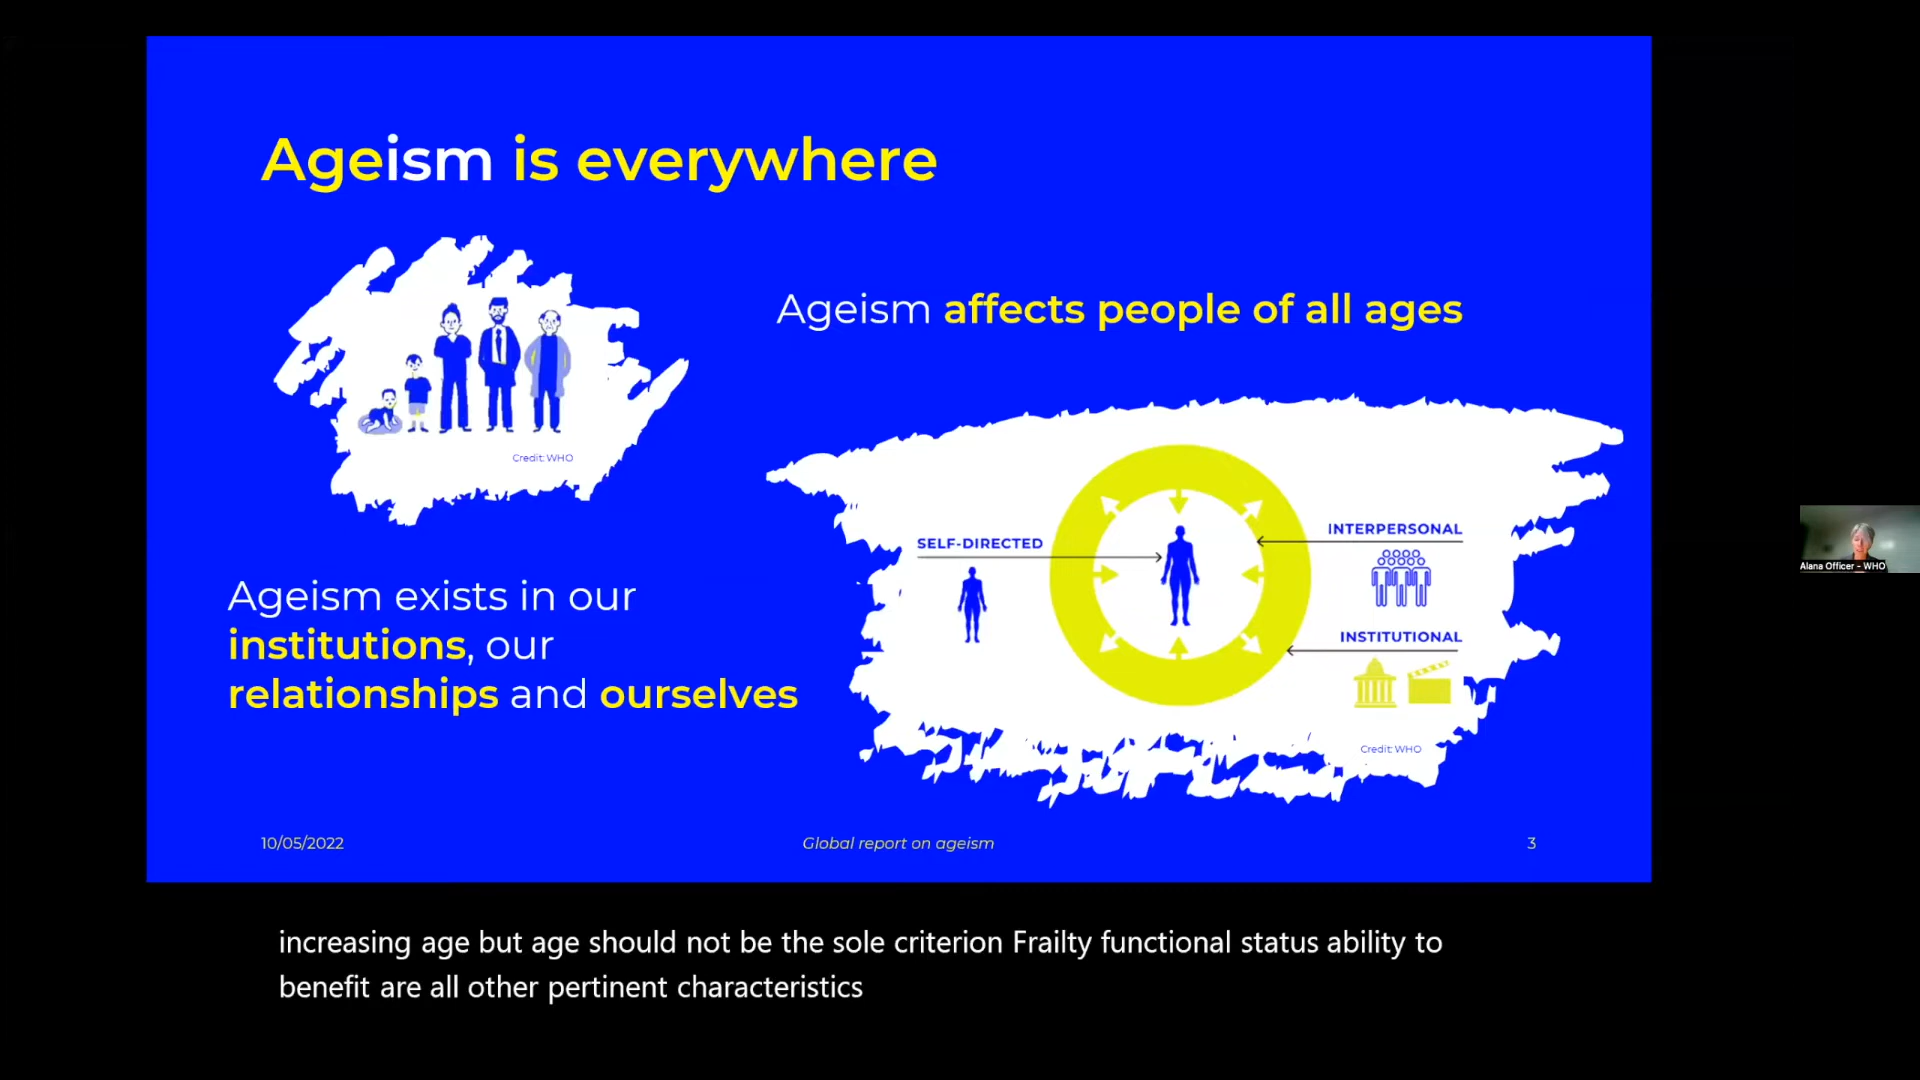 Ageism is everywhere
Ageism affects people of all ages
Credit: WHO
Ageism exists in our
institutions, our
relationships and ourselves
SELF-DIRECTED
INTERPERSONAL
INSTITUTIONAL
Credit: WHO
10/05/2022
Global report on ageism
3
Alana Officer - WHO
increasing age but age should not be the sole criterion Frailty functional status ability to
benefit are all other pertinent characteristics